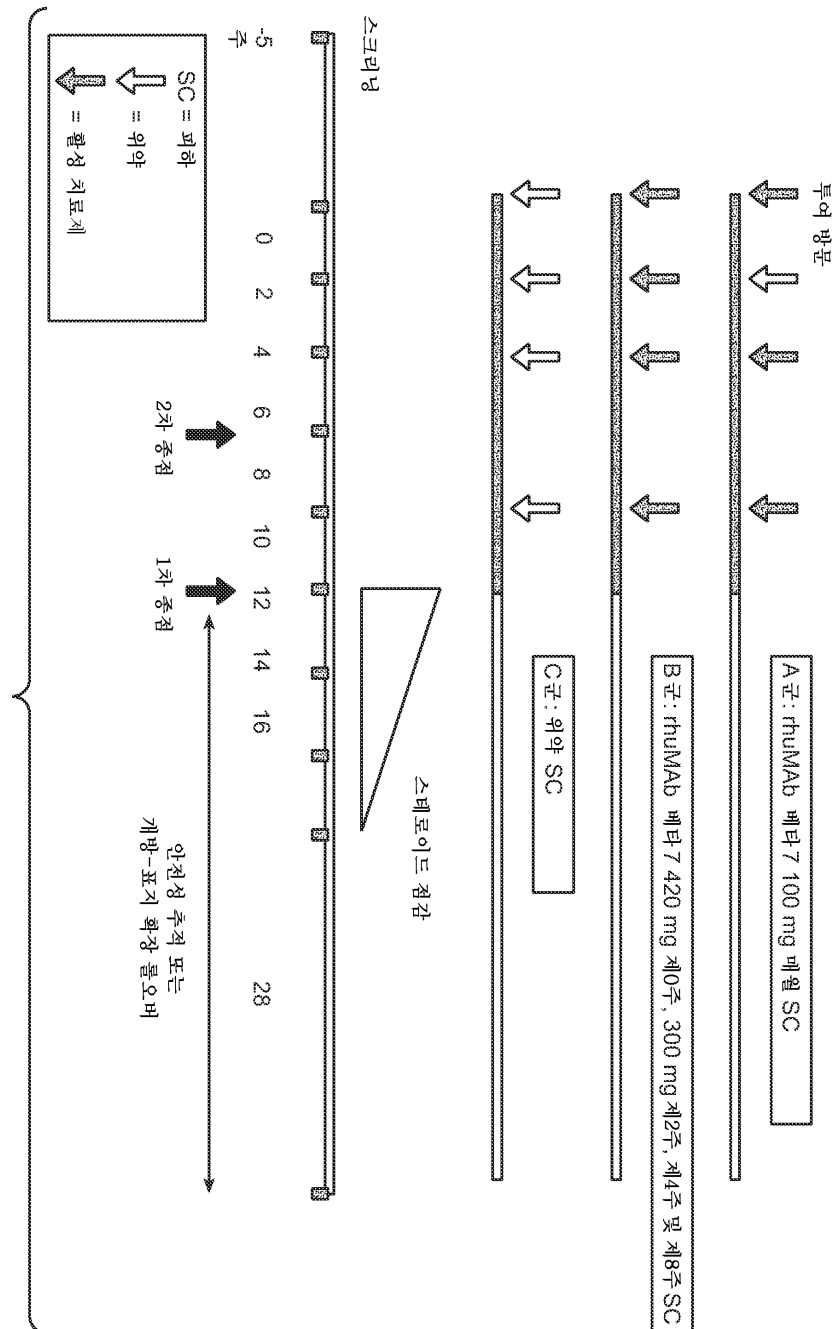 투여 방문
A 군: rhuMAb 베타7 100 mg 매월 SC
B 군: rhuMAb 베타7 420 mg 제0주, 300 mg 제2주, 제4주 및 제8주 SC
C 군: 위약 SC
스테로이드 점감
스크리닝
-5 0 2 4 6 8 10 12 14 16 28
주
2차 종점
1차 종점
안전성 추적 또는
개방-표지 확장 롤오버
SC = 피하
= 위약
= 활성 치료제